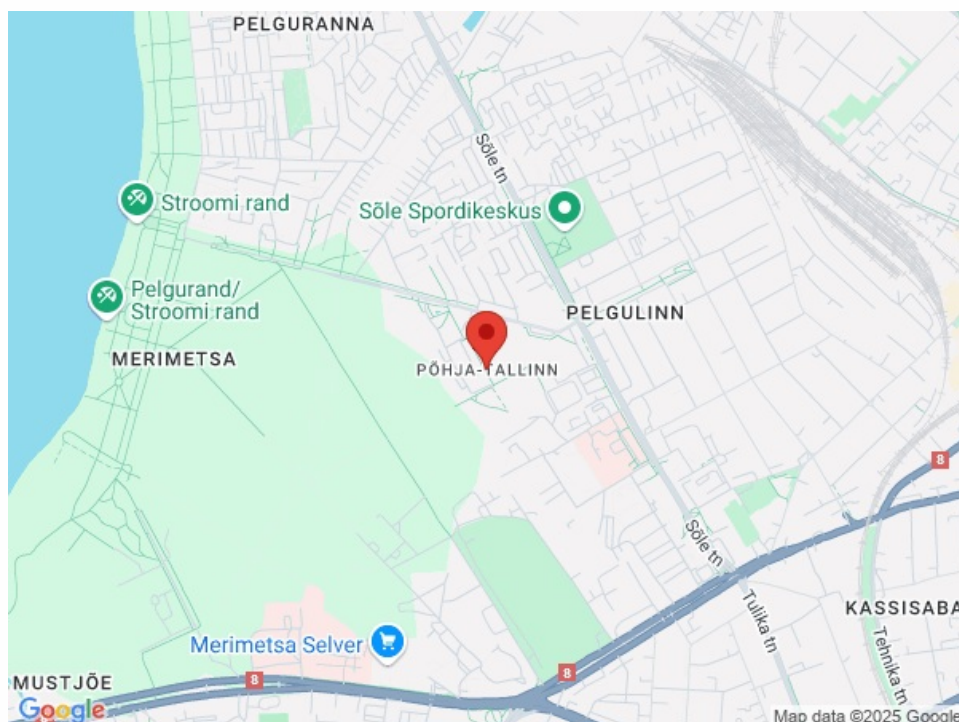 PELGURANNA
Sõle tn
Stroomi rand
Sõle Spordikeskus
Pelgurand/
Stroomi rand
PELGULINN
MERIMETSA
PÕHJA-TALLINN
8
Sõle tn
Tulika tn
KASSISABA
Tehnika tn
Merimetsa Selver
8
8
MUSTJÕE
Google
Map data ©2025 Google